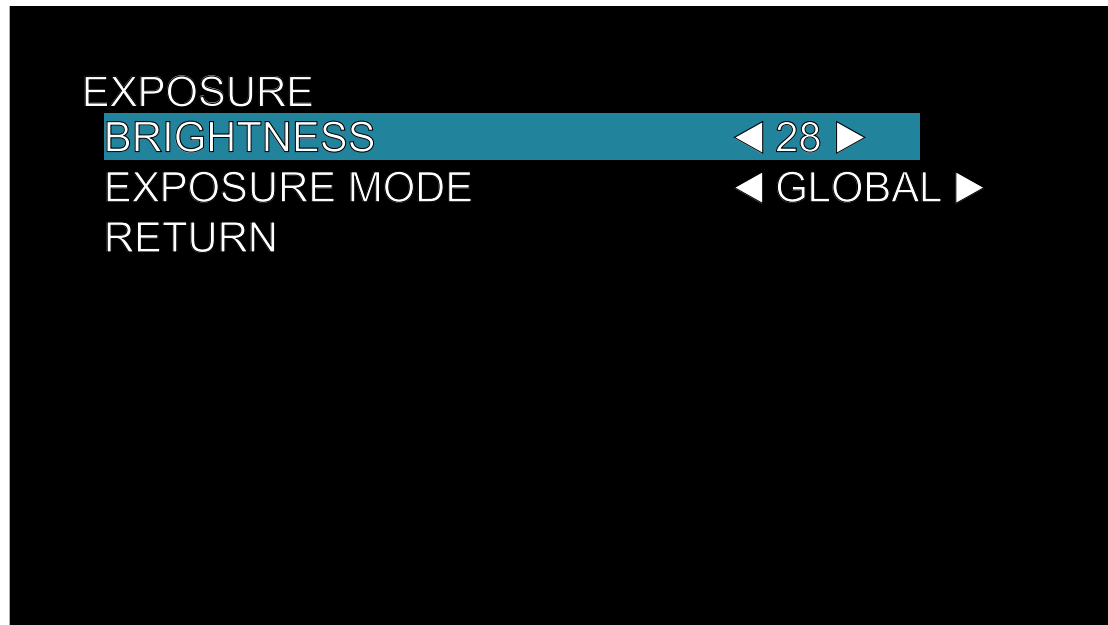 EXPOSURE
BRIGHTNESS ◀ 28 ▶
EXPOSURE MODE ◀ GLOBAL ▶
RETURN